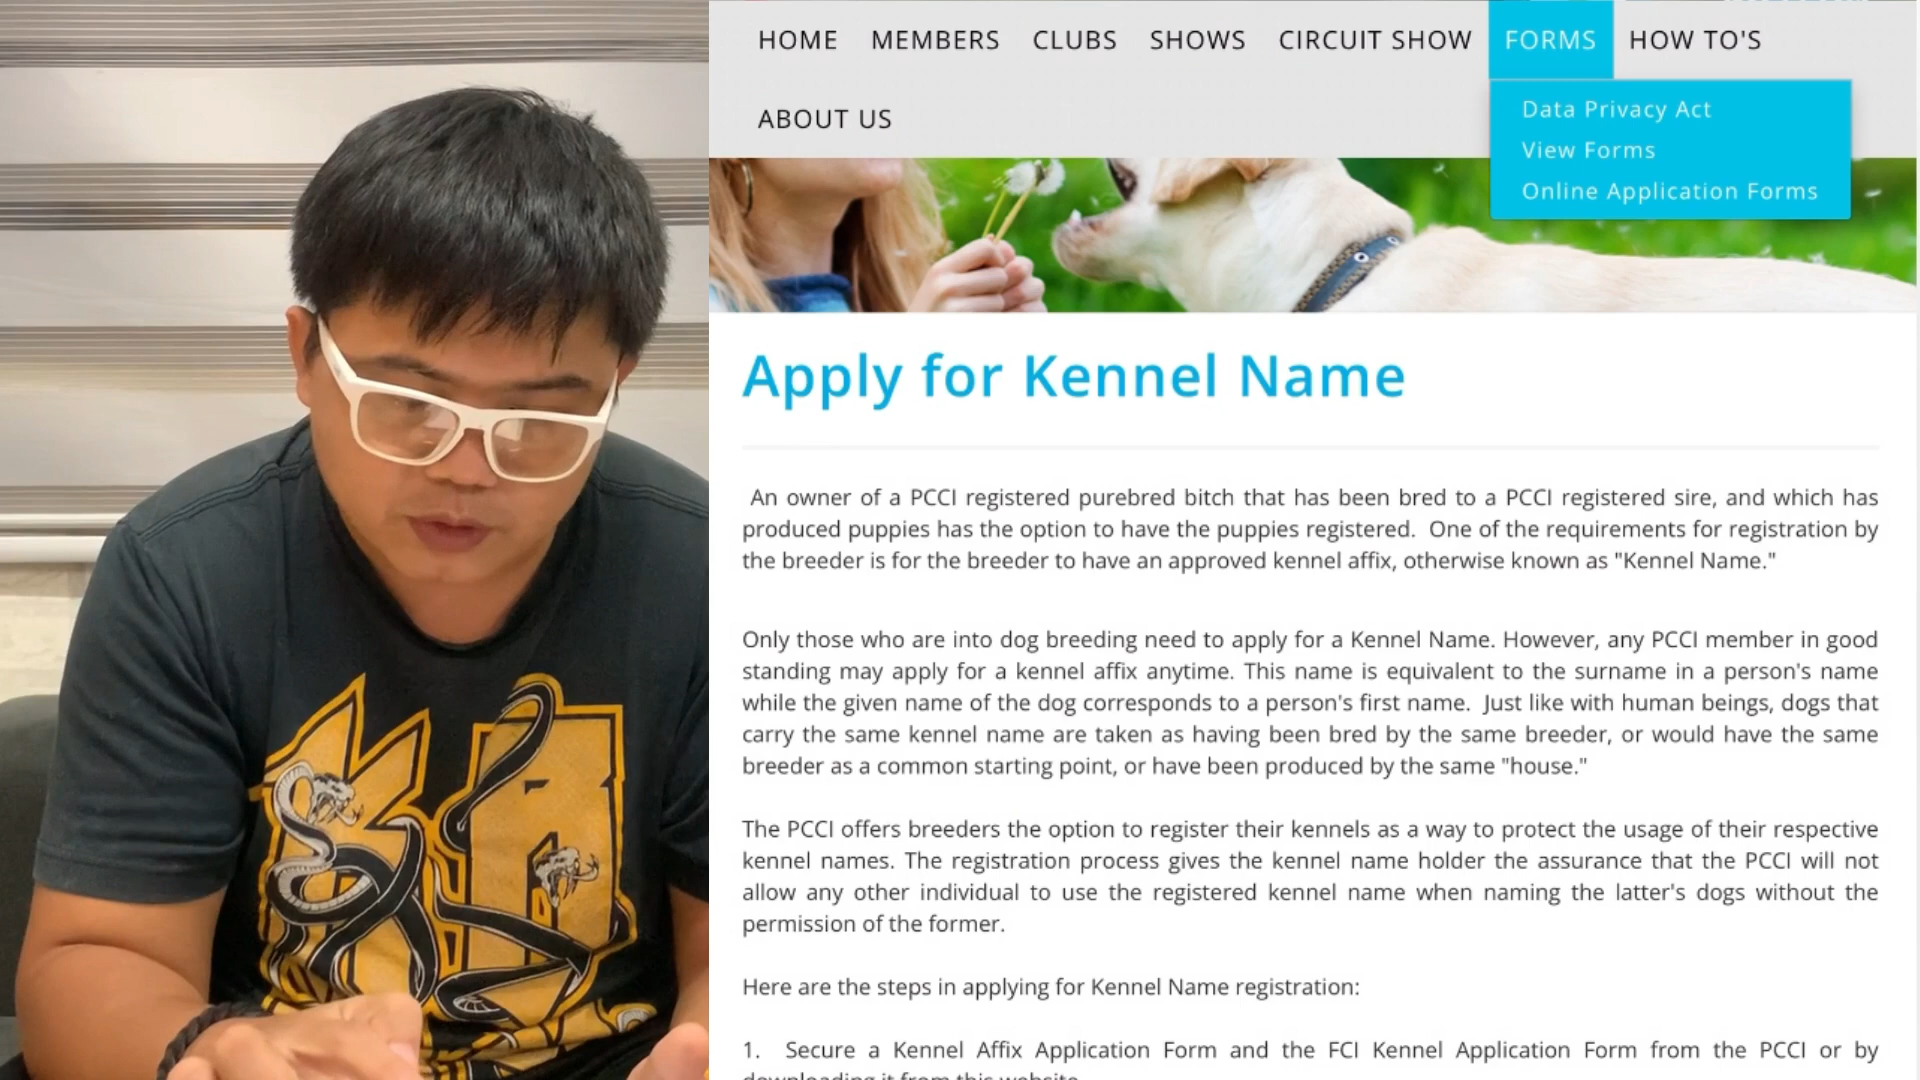 HOME MEMBERS CLUBS SHOWS CIRCUIT SHOW FORMS HOW TO'S
ABOUT US
Data Privacy Act
View Forms
Online Application Forms
Apply for Kennel Name
An owner of a PCCI registered purebred bitch that has been bred to a PCCI registered sire, and which has
produced puppies has the option to have the puppies registered. One of the requirements for registration by
the breeder is for the breeder to have an approved kennel affix, otherwise known as "Kennel Name."
Only those who are into dog breeding need to apply for a Kennel Name. However, any PCCI member in good
standing may apply for a kennel affix anytime. This name is equivalent to the surname in a person's name
while the given name of the dog corresponds to a person's first name. Just like with human beings, dogs that
carry the same kennel name are taken as having been bred by the same breeder, or would have the same
breeder as a common starting point, or have been produced by the same "house."
The PCCI offers breeders the option to register their kennels as a way to protect the usage of their respective
kennel names. The registration process gives the kennel name holder the assurance that the PCCI will not
allow any other individual to use the registered kennel name when naming the latter's dogs without the
permission of the former.
Here are the steps in applying for Kennel Name registration:
1. Secure a Kennel Affix Application Form and the FCI Kennel Application Form from the PCCI or by
downloading it from this website